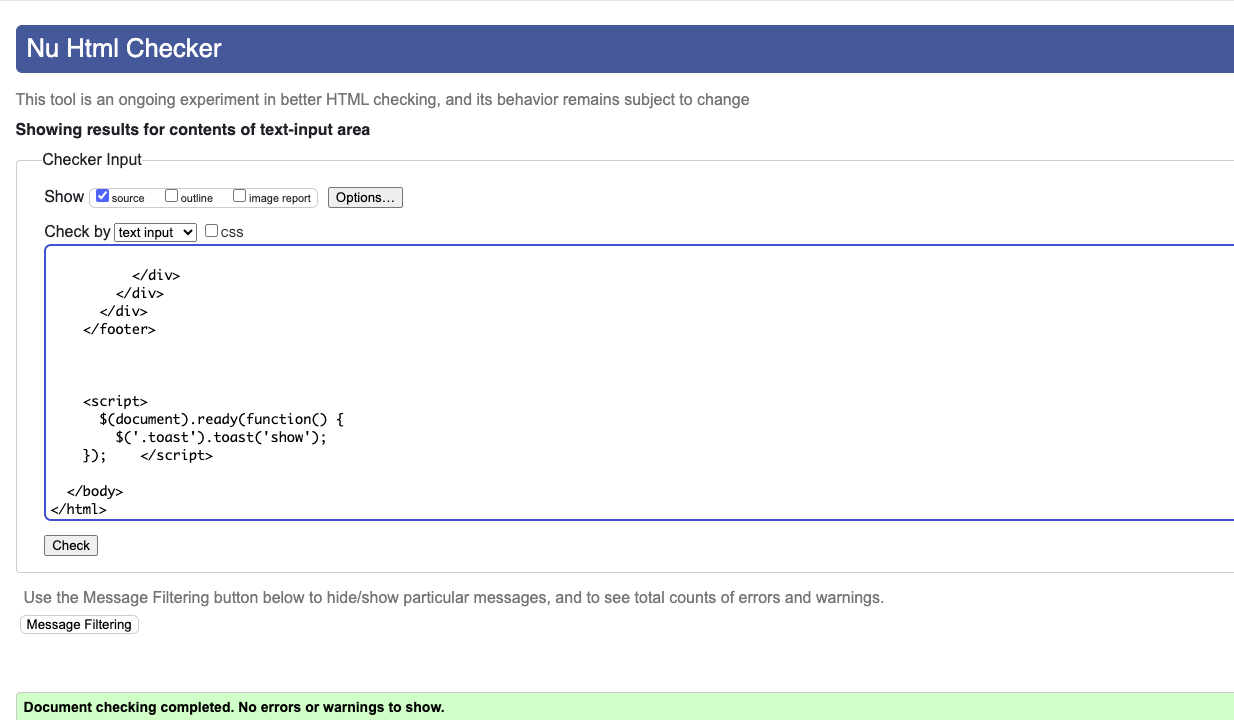 Nu Html Checker
This tool is an ongoing experiment in better HTML checking, and its behavior remains subject to change
Showing results for contents of text-input area
Checker Input
Show source outline image report Options…
Check by text input css
</div>
</div>
</div>
</footer>
<script>
$(document).ready(function() {
$('.toast').toast('show');
}); </script>
</body>
</html>
Check
Use the Message Filtering button below to hide/show particular messages, and to see total counts of errors and warnings.
Message Filtering
Document checking completed. No errors or warnings to show.